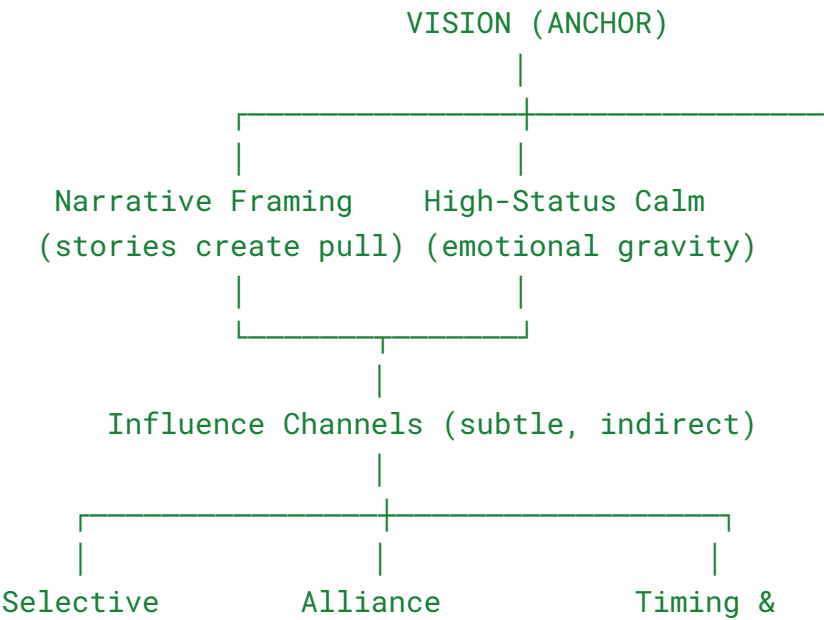 VISION (ANCHOR)
Narrative Framing High-Status Calm
(stories create pull) (emotional gravity)
Influence Channels (subtle, indirect)
Selective Alliance Timing &